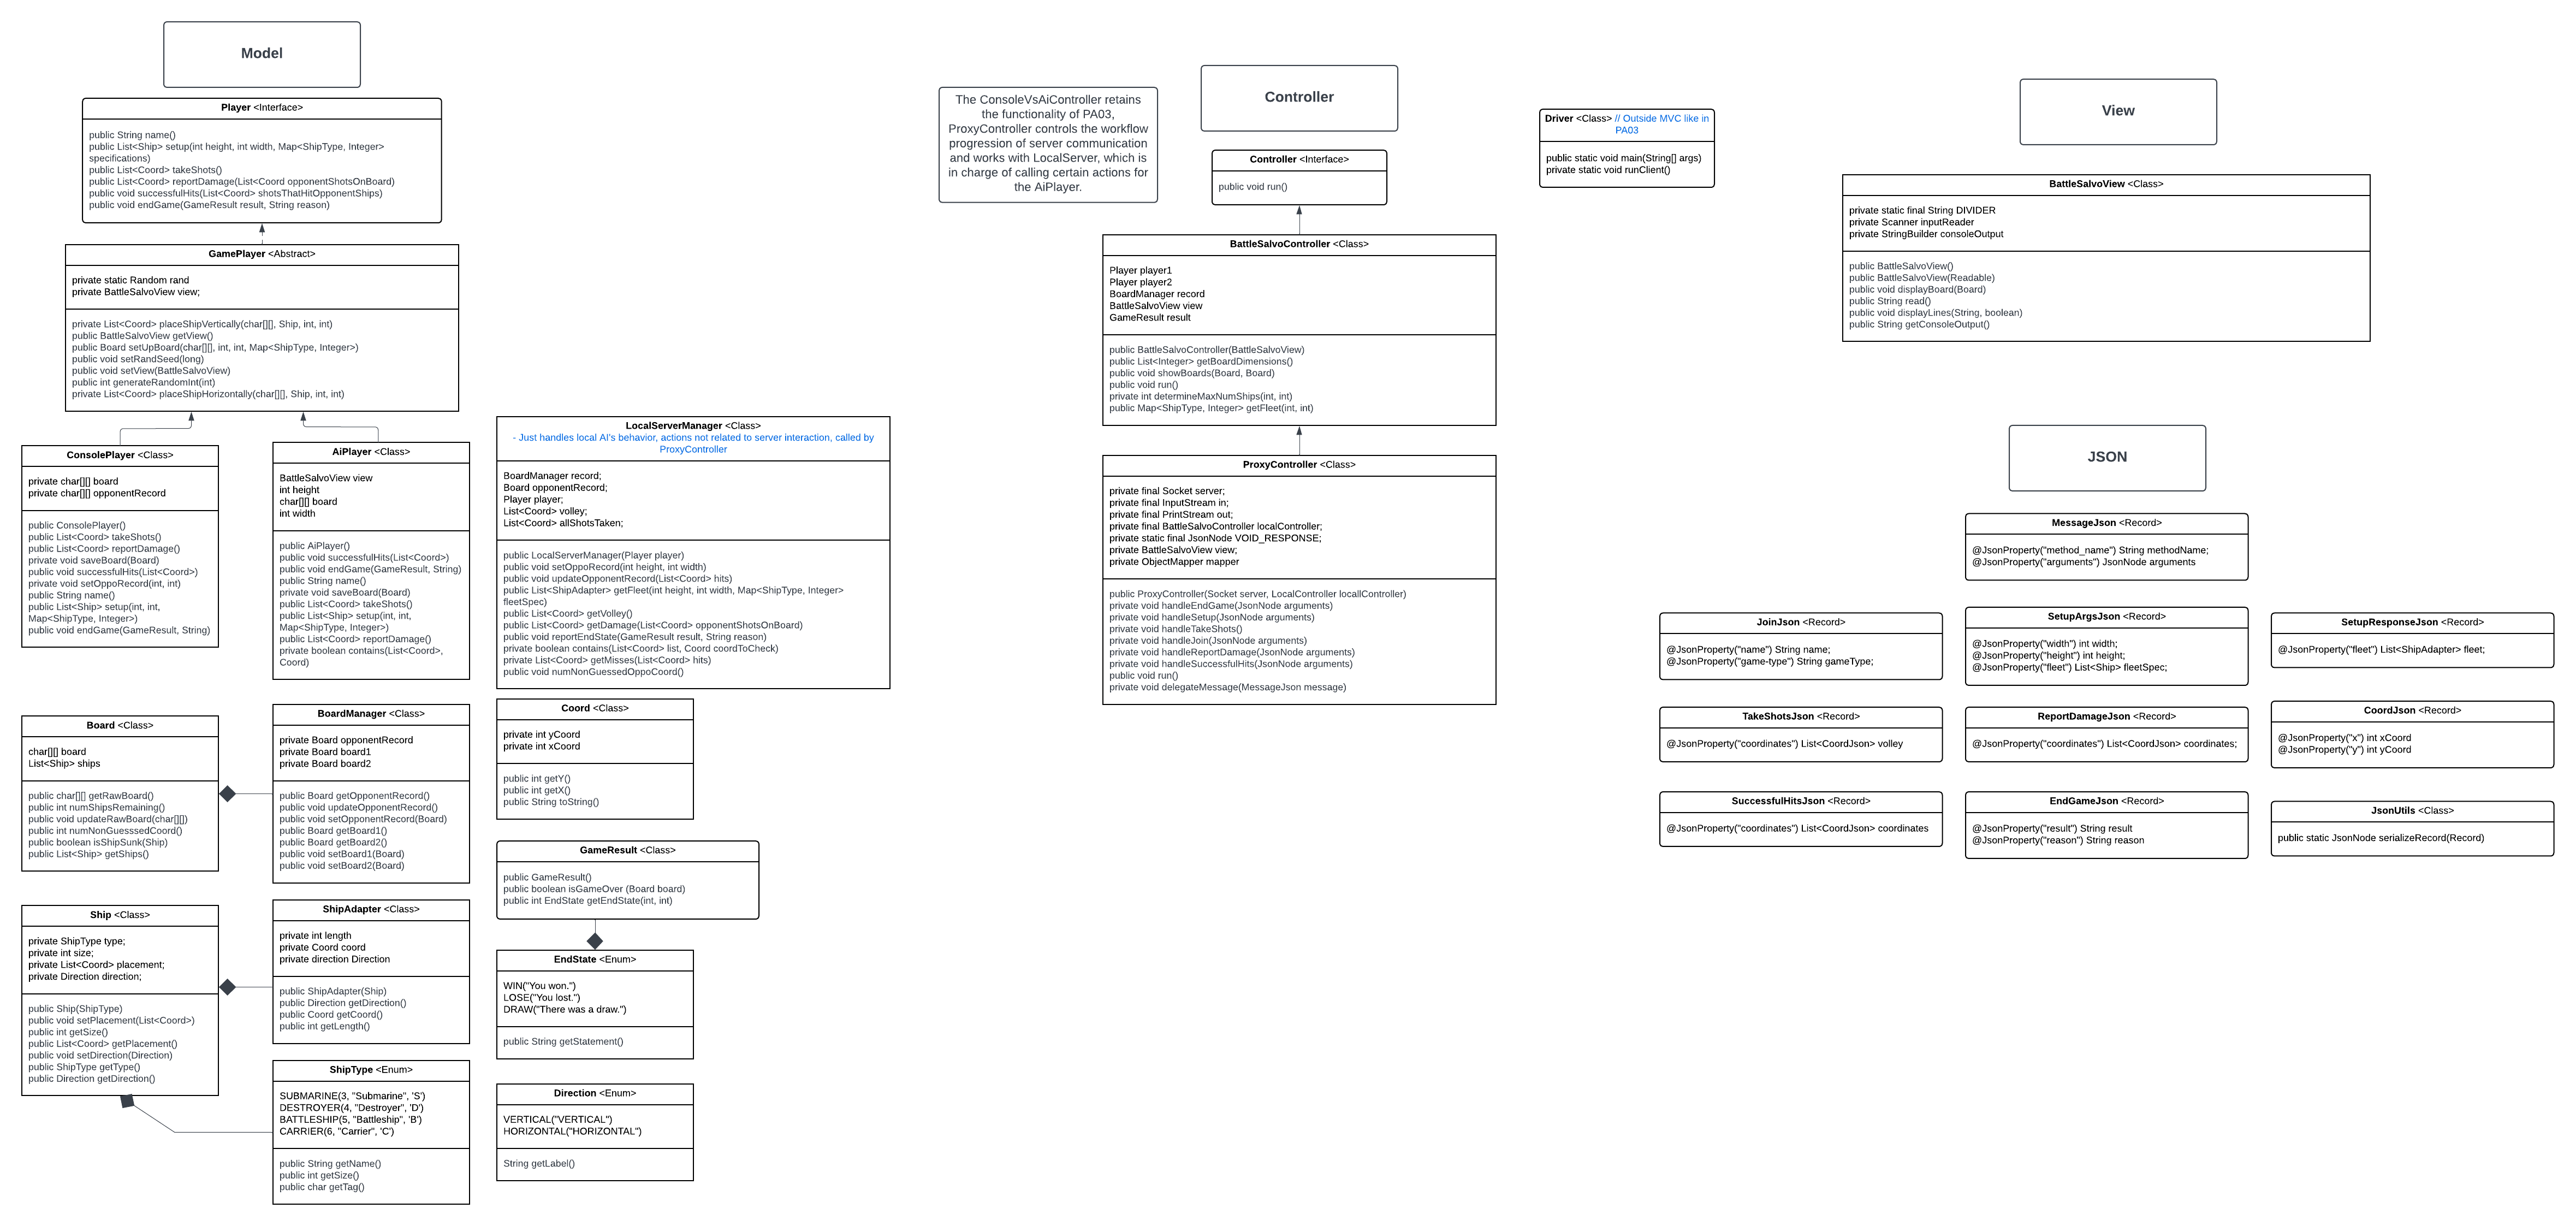 Model
Player <Interface>
public String name()
public List<Ship> setup(int height, int width, Map<ShipType, Integer>
specifications)
public List<Coord> takeShots()
public List<Coord> reportDamage(List<Coord opponentShotsOnBoard)
public void successfulHits(List<Coord> shotsThatHitOpponentShips)
public void endGame(GameResult result, String reason)
GamePlayer <Abstract>
private static Random rand
private BattleSalvoView view;
private List<Coord> placeShipVertically(char[][], Ship, int, int)
public BattleSalvoView getView()
public Board setUpBoard(char[][], int, int, Map<ShipType, Integer>)
public void setRandSeed(long)
public void setView(BattleSalvoView)
public int generateRandomInt(int)
private List<Coord> placeShipHorizontally(char[][], Ship, int, int)
ConsolePlayer <Class>
private char[][] board
private char[][] opponentRecord
public ConsolePlayer()
public List<Coord> takeShots()
public List<Coord> reportDamage()
private void saveBoard(Board)
public void successfulHits(List<Coord>)
private void setOppoRecord(int, int)
public String name()
public List<Ship> setup(int, int,
Map<ShipType, Integer>)
public void endGame(GameResult, String)
AiPlayer <Class>
BattleSalvoView view
int height
char[][] board
int width
public AiPlayer()
public void successfulHits(List<Coord>)
public void endGame(GameResult, String)
public String name()
private void saveBoard(Board)
public List<Coord> takeShots()
public List<Ship> setup(int, int,
Map<ShipType, Integer>)
public List<Coord> reportDamage()
private boolean contains(List<Coord>,
Coord)
LocalServerManager <Class>
- Just handles local AI's behavior, actions not related to server interaction, called by
ProxyController
BoardManager record;
Board opponentRecord;
Player player;
List<Coord> volley;
List<Coord> allShotsTaken;
public LocalServerManager(Player player)
public void setOppoRecord(int height, int width)
public void updateOpponentRecord(List<Coord> hits)
public List<ShipAdapter> getFleet(int height, int width, Map<ShipType, Integer>
fleetSpec)
public List<Coord> getVolley()
public List<Coord> getDamage(List<Coord> opponentShotsOnBoard)
public void reportEndState(GameResult result, String reason)
private boolean contains(List<Coord> list, Coord coordToCheck)
private List<Coord> getMisses(List<Coord> hits)
public void numNonGuessedOppoCoord()
Board <Class>
char[][] board
List<Ship> ships
public char[][] getRawBoard()
public int numShipsRemaining()
public void updateRawBoard(char[][])
public int numNonGuesssedCoord()
public boolean isShipSunk(Ship)
public List<Ship> getShips()
BoardManager <Class>
private Board opponentRecord
private Board board1
private Board board2
public Board getOpponentRecord()
public void updateOpponentRecord()
public void setOpponentRecord(Board)
public Board getBoard1()
public Board getBoard2()
public void setBoard1(Board)
public void setBoard2(Board)
Coord <Class>
private int yCoord
private int xCoord
public int getY()
public int getX()
public String toString()
GameResult <Class>
public GameResult()
public boolean isGameOver (Board board)
public int EndState getEndState(int, int)
Ship <Class>
private ShipType type;
private int size;
private List<Coord> placement;
private Direction direction;
public Ship(ShipType)
public void setPlacement(List<Coord>)
public int getSize()
public List<Coord> getPlacement()
public void setDirection(Direction)
public ShipType getType()
public Direction getDirection()
ShipAdapter <Class>
private int length
private Coord coord
private direction Direction
public ShipAdapter(Ship)
public Direction getDirection()
public Coord getCoord()
public int getLength()
EndState <Enum>
WIN("You won.")
LOSE("You lost.")
DRAW("There was a draw.")
public String getStatement()
ShipType <Enum>
SUBMARINE(3, "Submarine", 'S')
DESTROYER(4, "Destroyer", 'D')
BATTLESHIP(5, "Battleship", 'B')
CARRIER(6, "Carrier", 'C')
public String getName()
public int getSize()
public char getTag()
Direction <Enum>
VERTICAL("VERTICAL")
HORIZONTAL("HORIZONTAL")
String getLabel()
The ConsoleVsAiController retains
the functionality of PA03,
ProxyController controls the workflow
progression of server communication
and works with LocalServer, which is
in charge of calling certain actions for
the AiPlayer.
Controller
Controller <Interface>
public void run()
BattleSalvoController <Class>
Player player1
Player player2
BoardManager record
BattleSalvoView view
GameResult result
public BattleSalvoController(BattleSalvoView)
public List<Integer> getBoardDimensions()
public void showBoards(Board, Board)
public void run()
private int determineMaxNumShips(int, int)
public Map<ShipType, Integer> getFleet(int, int)
ProxyController <Class>
private final Socket server;
private final InputStream in;
private final PrintStream out;
private final BattleSalvoController localController;
private static final JsonNode VOID_RESPONSE;
private BattleSalvoView view;
private ObjectMapper mapper
public ProxyController(Socket server, LocalController locallController)
private void handleEndGame(JsonNode arguments)
private void handleSetup(JsonNode arguments)
private void handleTakeShots()
private void handleJoin(JsonNode arguments)
private void handleReportDamage(JsonNode arguments)
private void handleSuccessfulHits(JsonNode arguments)
public void run()
private void delegateMessage(MessageJson message)
Driver <Class> // Outside MVC like in
PA03
public static void main(String[] args)
private static void runClient()
View
BattleSalvoView <Class>
private static final String DIVIDER
private Scanner inputReader
private StringBuilder consoleOutput
public BattleSalvoView()
public BattleSalvoView(Readable)
public void displayBoard(Board)
public String read()
public void displayLines(String, boolean)
public String getConsoleOutput()
JSON
MessageJson <Record>
@JsonProperty("method_name") String methodName;
@JsonProperty("arguments") JsonNode arguments
JoinJson <Record>
@JsonProperty("name") String name;
@JsonProperty("game-type") String gameType;
SetupArgsJson <Record>
@JsonProperty("width") int width;
@JsonProperty("height") int height;
@JsonProperty("fleet") List<Ship> fleetSpec;
SetupResponseJson <Record>
@JsonProperty("fleet") List<ShipAdapter> fleet;
TakeShotsJson <Record>
@JsonProperty("coordinates") List<CoordJson> volley
ReportDamageJson <Record>
@JsonProperty("coordinates") List<CoordJson> coordinates;
CoordJson <Record>
@JsonProperty("x") int xCoord
@JsonProperty("y") int yCoord
SuccessfulHitsJson <Record>
@JsonProperty("coordinates") List<CoordJson> coordinates
EndGameJson <Record>
@JsonProperty("result") String result
@JsonProperty("reason") String reason
JsonUtils <Class>
public static JsonNode serializeRecord(Record)